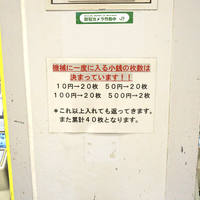 防犯カメラ作動中
機械に一度に入る小銭の枚数は
決まっています！！
10円→20枚 50円→20枚
100円→20枚 500円→2枚
*これ以上入れても返ってきます。
また累計40枚となります。